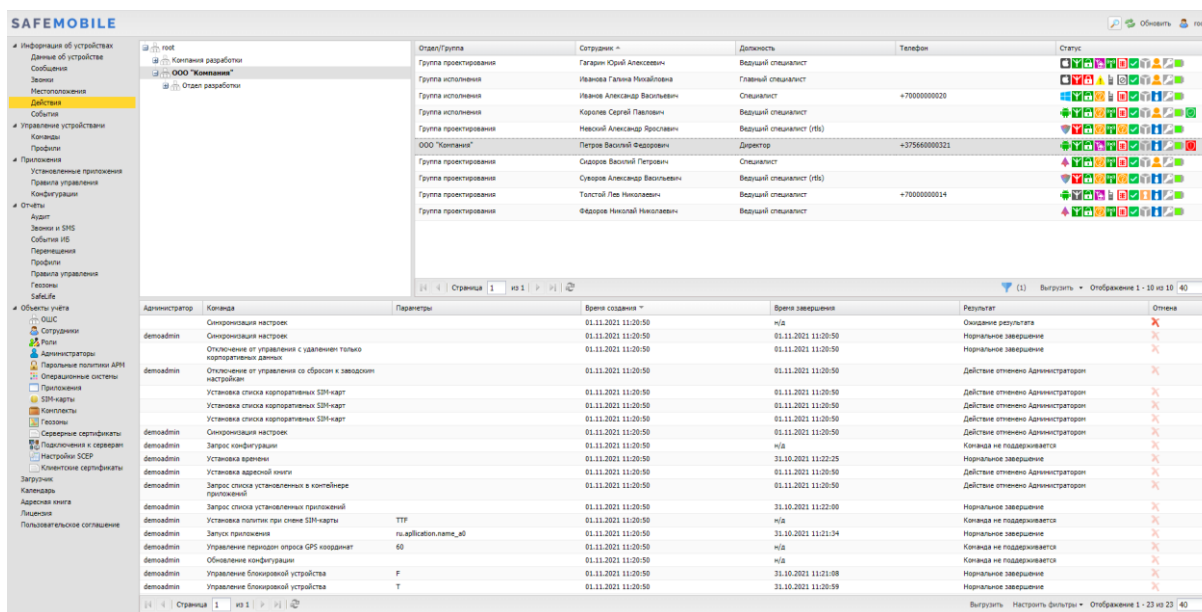 SAFEMOBILE
Обновить
Информация об устройствах
Данные об устройстве
Сообщения
Звонки
Местоположения
Действия
События
Управление устройствами
Команды
Профили
Приложения
Установленные приложения
Правила управления
Конфигурации
Отчёты
Аудит
Звонки и SMS
События ИБ
Перемещения
Профили
Правила управления
Геозоны
SafeLife
Объекты учёта
ОШС
Сотрудники
Роли
Администраторы
Парольные политики АРМ
Операционные системы
Приложения
SIM-карты
Комплекты
Геозоны
Серверные сертификаты
Подключения к серверам
Настройки SCEP
Клиентские сертификаты
Загрузчик
Календарь
Адресная книга
Лицензия
Пользовательское соглашение
root
Компания разработки
ООО "Компания"
Отдел разработки
Отдел/Группа Сотрудник Должность Телефон Статус
Группа проектирования Гагарин Юрий Алексеевич Ведущий специалист
Группа исполнения Иванова Галина Михайловна Главный специалист
Группа исполнения Иванов Александр Васильевич Специалист +70000000020
Группа исполнения Королев Сергей Павлович Ведущий специалист
Группа проектирования Невский Александр Ярославич Ведущий специалист (rtls)
ООО "Компания" Петров Василий Федорович Директор +375660000321
Группа проектирования Сидоров Василий Петрович Специалист
Группа проектирования Суворов Александр Васильевич Ведущий специалист (rtls)
Группа проектирования Толстой Лев Николаевич Ведущий специалист +70000000014
Группа проектирования Фёдоров Николай Николаевич Ведущий специалист
Страница 1 из 1 (1) Выгрузить Отображение 1 - 10 из 10 40
Администратор Команда Параметры Время создания Время завершения Результат Отмена
Синхронизация настроек 01.11.2021 11:20:50 н/д Ожидание результата
demoadmin Синхронизация настроек 01.11.2021 11:20:50 01.11.2021 11:20:50 Нормальное завершение
Отключение от управления с удалением только корпоративных данных 01.11.2021 11:20:50 01.11.2021 11:20:50 Нормальное завершение
demoadmin Отключение от управления со сбросом к заводским настройкам 01.11.2021 11:20:50 01.11.2021 11:20:50 Действие отменено Администратором
Установка списка корпоративных SIM-карт 01.11.2021 11:20:50 01.11.2021 11:20:50 Действие отменено Администратором
Установка списка корпоративных SIM-карт 01.11.2021 11:20:50 01.11.2021 11:20:50 Действие отменено Администратором
Установка списка корпоративных SIM-карт 01.11.2021 11:20:50 01.11.2021 11:20:50 Действие отменено Администратором
demoadmin Синхронизация настроек 01.11.2021 11:20:50 01.11.2021 11:20:50 Действие отменено Администратором
demoadmin Запрос конфигурации 01.11.2021 11:20:50 н/д Команда не поддерживается
demoadmin Установка времени 01.11.2021 11:20:50 31.10.2021 11:22:25 Нормальное завершение
demoadmin Установка адресной книги 01.11.2021 11:20:50 01.11.2021 11:20:50 Действие отменено Администратором
demoadmin Запрос списка установленных в контейнере приложений 01.11.2021 11:20:50 01.11.2021 11:20:50 Действие отменено Администратором
demoadmin Запрос списка установленных приложений 01.11.2021 11:20:50 31.10.2021 11:22:00 Нормальное завершение
demoadmin Установка политик при смене SIM-карты TTF 01.11.2021 11:20:50 н/д Команда не поддерживается
demoadmin Запуск приложения ru.apllication.name_a0 01.11.2021 11:20:50 31.10.2021 11:21:34 Нормальное завершение
demoadmin Управление периодом опроса GPS координат 60 01.11.2021 11:20:50 н/д Команда не поддерживается
demoadmin Обновление конфигурации 01.11.2021 11:20:50 н/д Команда не поддерживается
demoadmin Управление блокировкой устройства F 01.11.2021 11:20:50 31.10.2021 11:21:08 Нормальное завершение
demoadmin Управление блокировкой устройства T 01.11.2021 11:20:50 31.10.2021 11:20:59 Нормальное завершение
Страница 1 из 1 Выгрузить Настроить фильтры Отображение 1 - 23 из 23 40